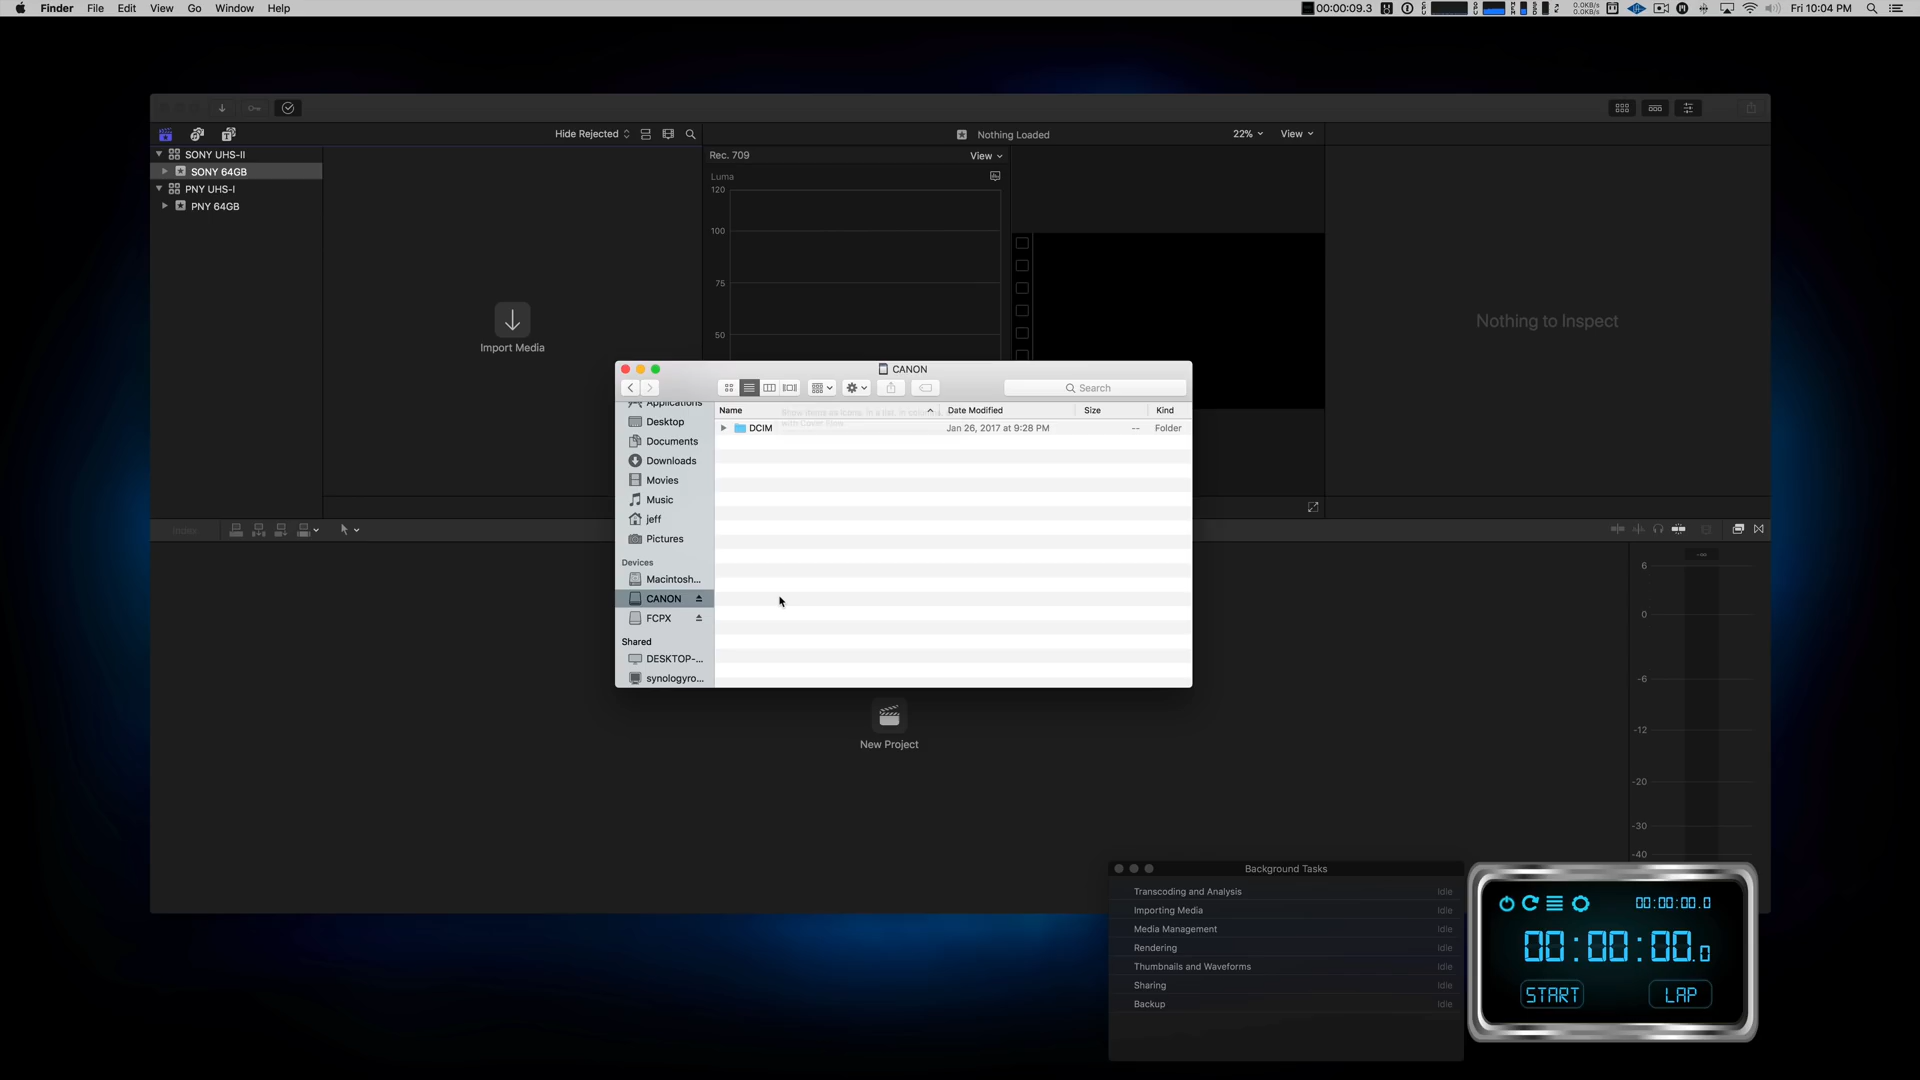 Finder File Edit View Go Window Help
00:00:09.3
0.0KB/s
0.0KB/s
Fri 10:04 PM
Hide Rejected
Nothing Loaded
22%
View
SONY UHS-II
SONY 64GB
PNY UHS-I
PNY 64GB
Import Media
Rec. 709
View
Luma
120
100
75
50
Nothing to Inspect
CANON
Search
Applications
Desktop
Documents
Downloads
Movies
Music
jeff
Pictures
Devices
Macintosh...
CANON
FCPX
Shared
DESKTOP-...
synologyro...
Name Date Modified Size Kind
DCIM Jan 26, 2017 at 9:28 PM -- Folder
Index
New Project
6
0
-6
-12
-20
-30
-40
Background Tasks
Transcoding and Analysis Idle
Importing Media Idle
Media Management Idle
Rendering Idle
Thumbnails and Waveforms Idle
Sharing Idle
Backup Idle
00:00:00.0
00:00:00.0
START LAP